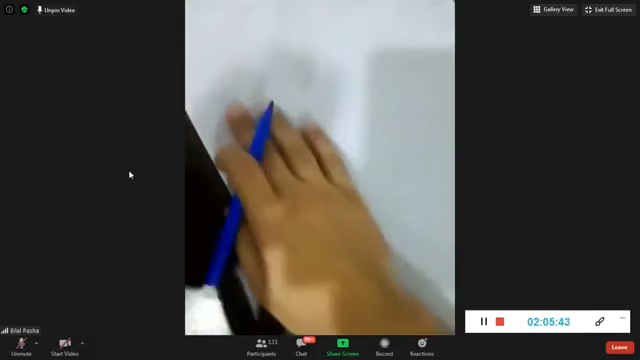 Unpin Video
Gallery View
Exit Full Screen
Bilal Pasha
02:05:43
Unmute
Start Video
131
99+
Participants
Chat
Share Screen
Record
Reactions
Leave